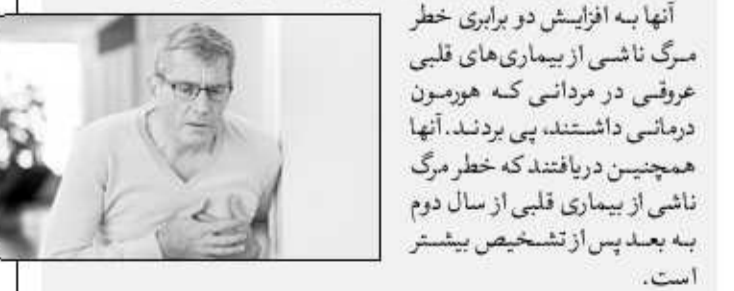 آنها به افزایش دو برابری خطر
مرگ ناشی از بیماری‌های قلبی
عروقی در مردانی که هورمون
درمانی داشتند، پی بردند. آنها
همچنین دریافتند که خطر مرگ
ناشی از بیماری قلبی از سال دوم
به بعد پس از تشخیص بیشتر
است.